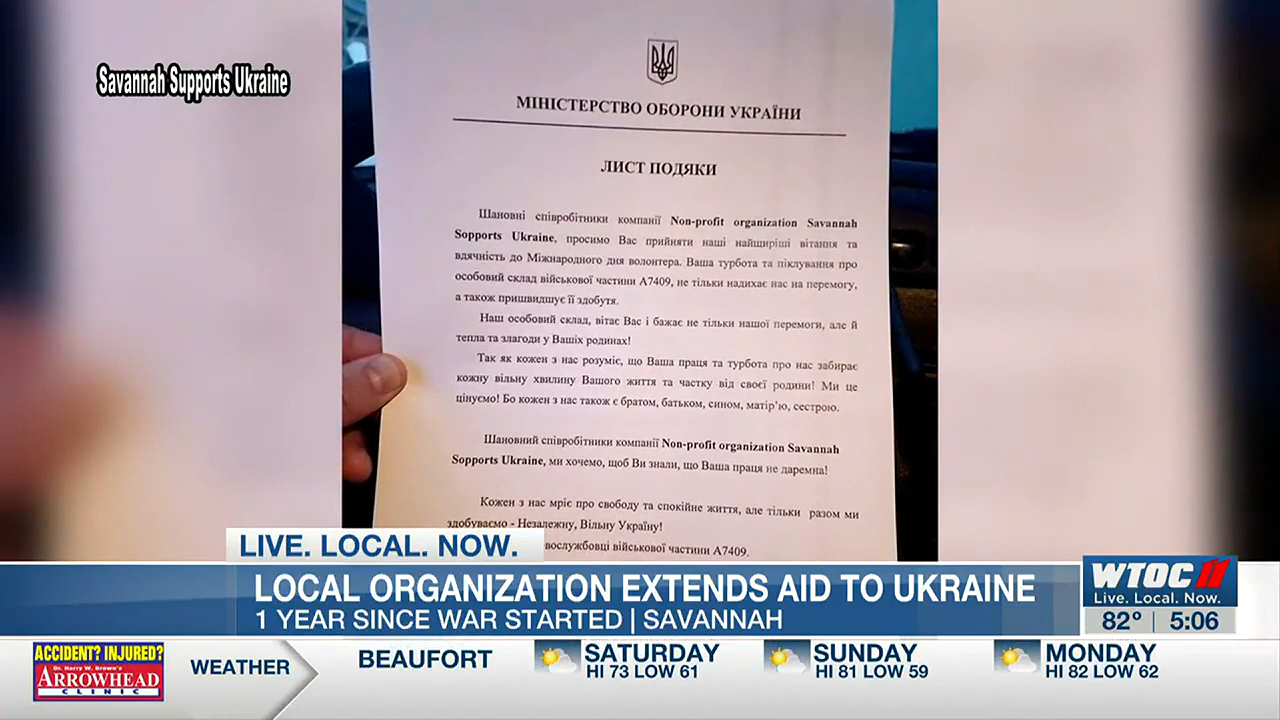 Savannah Supports Ukraine
МІНІСТЕРСТВО ОБОРОНИ УКРАЇНИ
ЛИСТ ПОДЯКИ
Шановні співробітники компанії Non-profit organization Savannah
Sopports Ukraine, просимо Вас прийняти наші найщиріші вітання та
вдячність до Міжнародного дня волонтера. Ваша турбота та піклування про
особовий склад військової частини А7409, не тільки надихає нас на перемогу,
а також пришвидшує її здобутя.
Наш особовий склад, вітає Вас і бажає не тільки нашої перемоги, але й
тепла та злагоди у Вашіх родинах!
Так як кожен з нас розуміє, що Ваша праця та турбота про нас забирає
кожну вільну хвилину Вашого життя та частку від своєї родини! Ми це
цінуємо! Бо кожен з нас також є братом, батьком, сином, матір’ю, сестрою.
Шановний співробітники компанії Non-profit organization Savannah
Sopports Ukraine, ми хочемо, щоб Ви знали, що Ваша праця не даремна!
Кожен з нас мріє про свободу та спокійне життя, але тільки разом ми
здобуваємо - Незалежну, Вільну Україну!
вослужбовці військової частини А7409.
LIVE. LOCAL. NOW.
LOCAL ORGANIZATION EXTENDS AID TO UKRAINE
1 YEAR SINCE WAR STARTED | SAVANNAH
WTOC 11
Live. Local. Now.
82° | 5:06
ACCIDENT? INJURED?
Dr. Harry W. Brown's
ARROWHEAD
CLINIC
WEATHER
BEAUFORT
SATURDAY
HI 73 LOW 61
SUNDAY
HI 81 LOW 59
MONDAY
HI 82 LOW 62